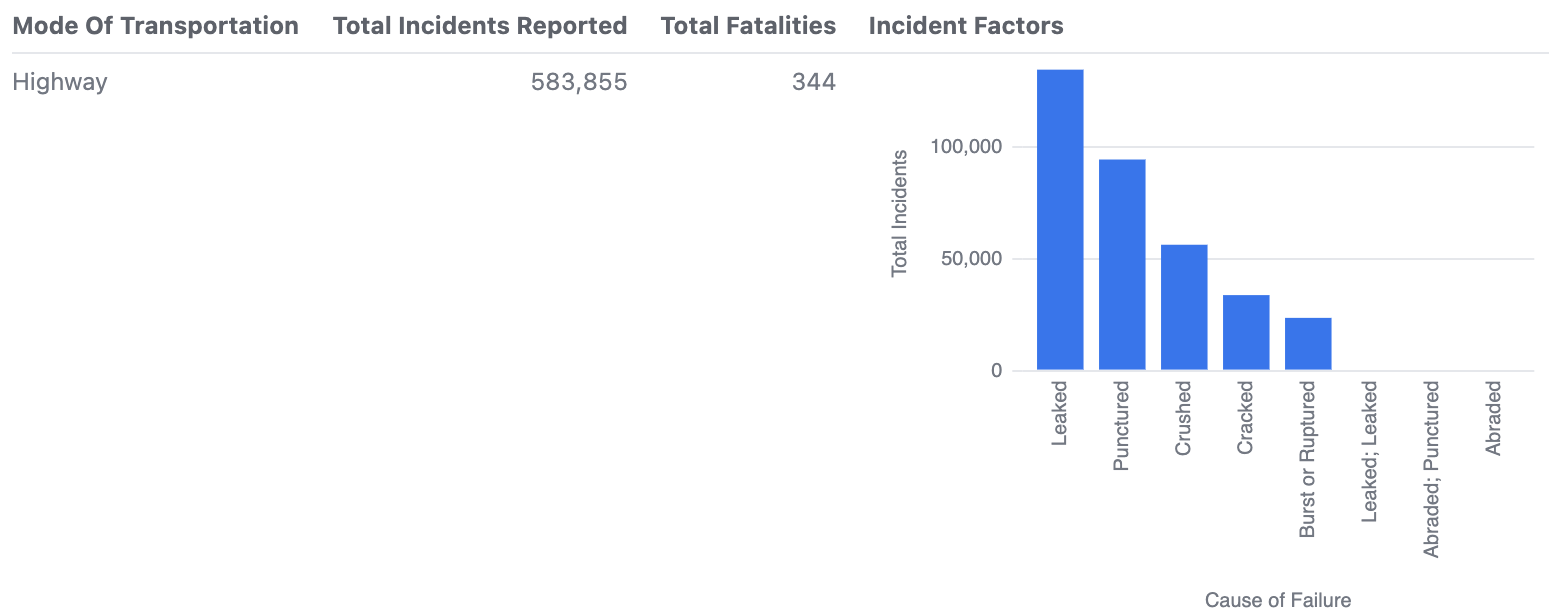 Mode Of Transportation Total Incidents Reported Total Fatalities Incident Factors
Highway 583,855 344
Total Incidents
100,000
50,000
0
Leaked
Punctured
Crushed
Cracked
Burst or Ruptured
Leaked; Leaked
Abraded; Punctured
Abraded
Cause of Failure